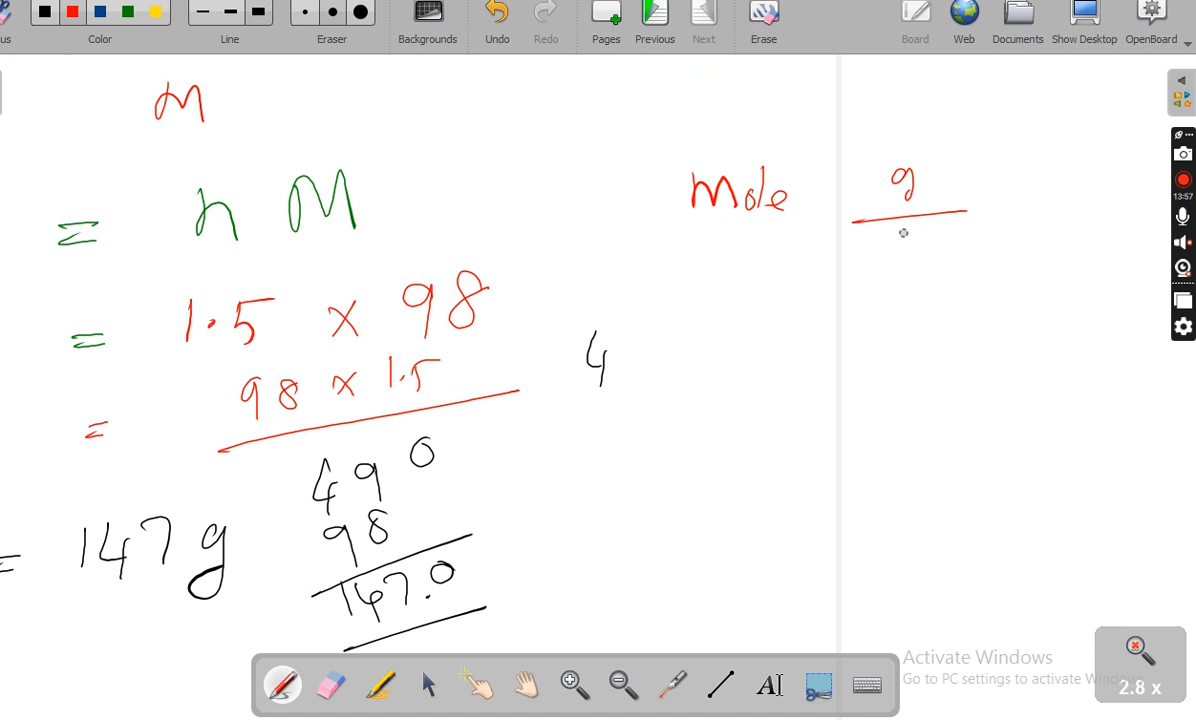 us Color Line Eraser Backgrounds Undo Redo Pages Previous Next Erase Board Web Documents Show Desktop OpenBoard
M
= n M
Mole g
13:57
= 1.5 x 98
4
= 98 x 1.5
490
98
= 147g 147.0
Activate Windows
Go to PC settings to activate Windows
2.8 x